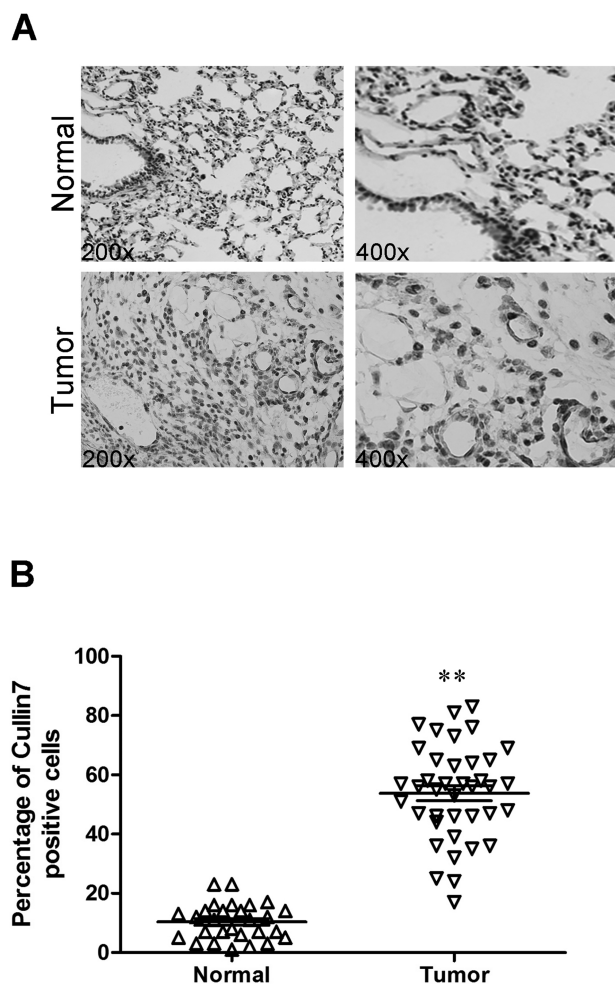 A
Normal
200x
400x
Tumor
200x
400x
B
Percentage of Cullin7
positive cells
100
80
60
40
20
0
**
Normal
Tumor